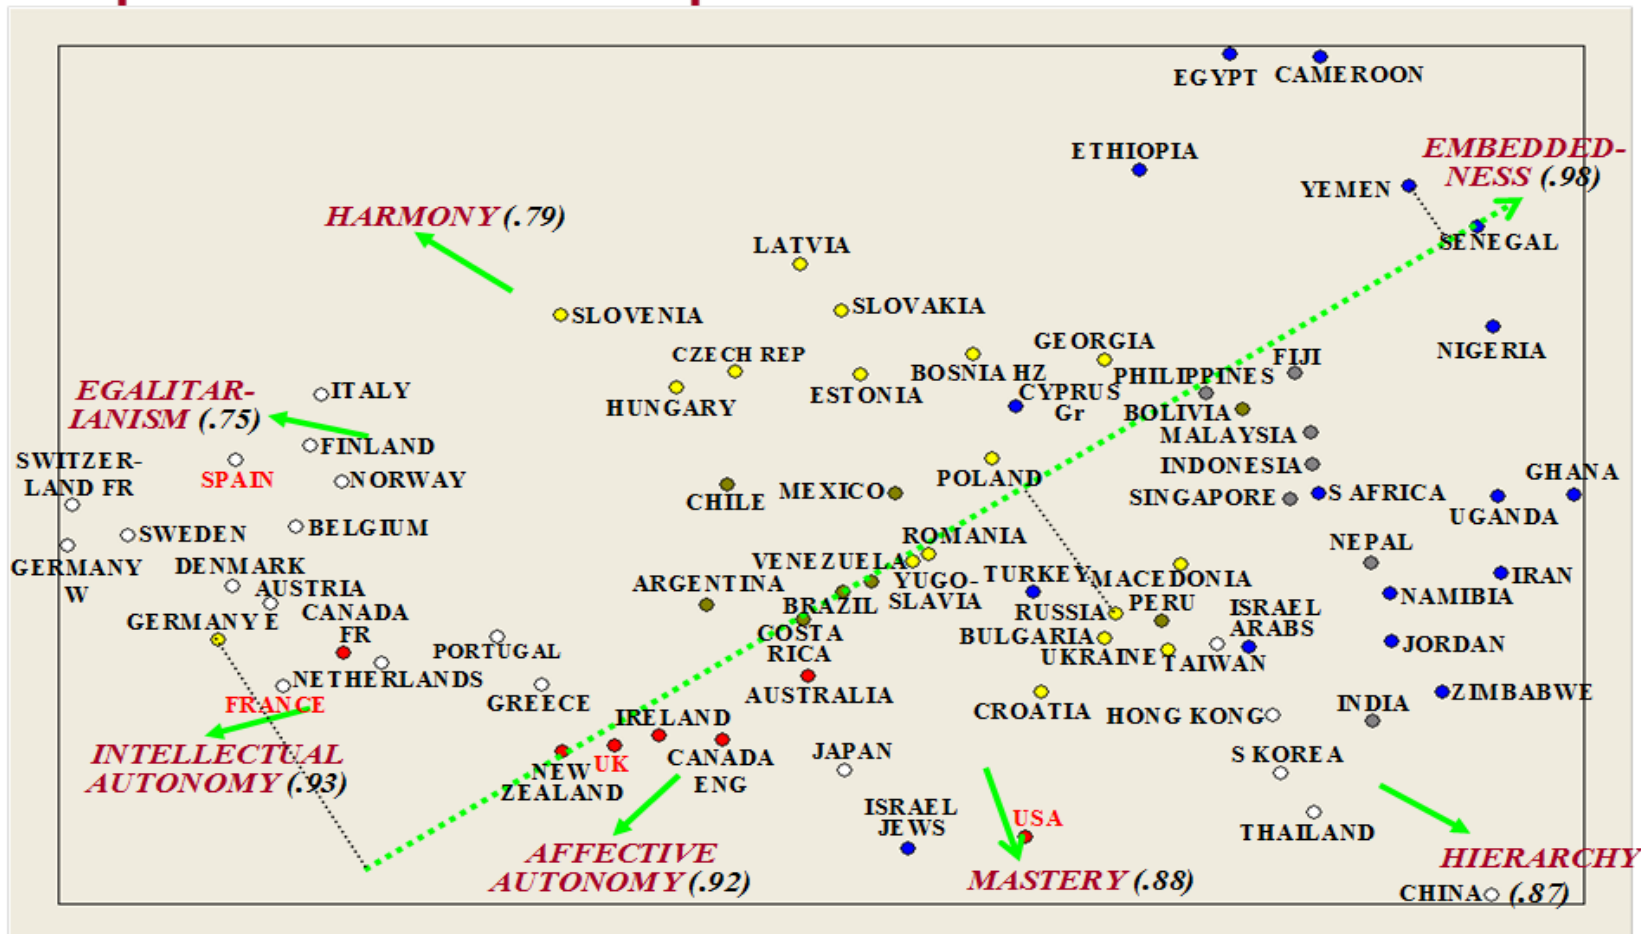 EGYPT
CAMEROON
ETHIOPIA
EMBEDDED-
NESS (.98)
YEMEN
HARMONY (.79)
SENEGAL
LATVIA
SLOVAKIA
SLOVENIA
GEORGIA
NIGERIA
CZECH REP
FIJI
BOSNIA HZ
PHILIPPINES
EGALITAR-
IANISM (.75)
ITALY
HUNGARY
ESTONIA
CYPRUS
Gr
BOLIVIA
MALAYSIA
FINLAND
SWITZER-
LAND FR
SPAIN
NORWAY
POLAND
INDONESIA
GHANA
CHILE
MEXICO
SINGAPORE
S AFRICA
UGANDA
SWEDEN
BELGIUM
ROMANIA
NEPAL
GERMANY
W
DENMARK
VENEZUELA
YUGO-
SLAVIA
TURKEY
MACEDONIA
IRAN
AUSTRIA
ARGENTINA
BRAZIL
NAMIBIA
GERMANY E
CANADA
FR
COSTA
RICA
RUSSIA
PERU
ISRAEL
ARABS
BULGARIA
JORDAN
PORTUGAL
UKRAINE
TAIWAN
NETHERLANDS
FRANCE
GREECE
AUSTRALIA
ZIMBABWE
CROATIA
HONG KONG
INDIA
IRELAND
INTELLECTUAL
AUTONOMY (.93)
NEW
ZEALAND
UK
CANADA
ENG
JAPAN
S KOREA
ISRAEL
JEWS
USA
THAILAND
AFFECTIVE
AUTONOMY (.92)
MASTERY (.88)
HIERARCHY
(.87)
CHINA